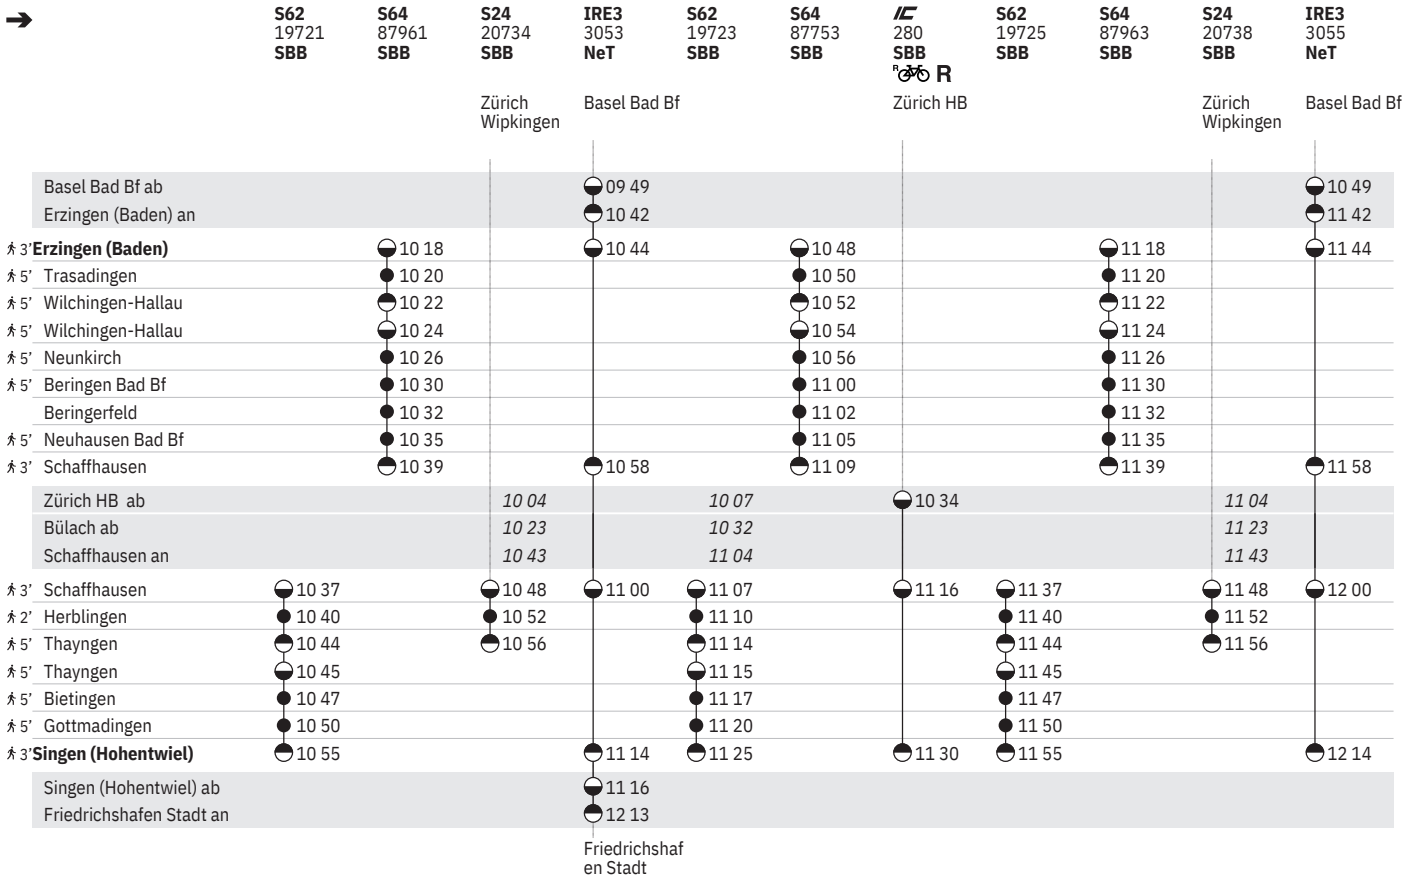 S62 S64 S24 IRE3 S62 S64 IC S62 S64 S24 IRE3
19721 87961 20734 3053 19723 87753 280 19725 87963 20738 3055
SBB SBB SBB NeT SBB SBB SBB SBB SBB SBB NeT
R R
Zürich Basel Bad Bf Zürich HB Zürich Basel Bad Bf
Wipkingen Wipkingen
Basel Bad Bf ab 09 49 10 49
Erzingen (Baden) an 10 42 11 42
3’ Erzingen (Baden) 10 18 10 44 10 48 11 18 11 44
5’ Trasadingen 10 20 10 50 11 20
5’ Wilchingen-Hallau 10 22 10 52 11 22
5’ Wilchingen-Hallau 10 24 10 54 11 24
5’ Neunkirch 10 26 10 56 11 26
5’ Beringen Bad Bf 10 30 11 00 11 30
Beringerfeld 10 32 11 02 11 32
5’ Neuhausen Bad Bf 10 35 11 05 11 35
3’ Schaffhausen 10 39 10 58 11 09 11 39 11 58
Zürich HB ab 10 04 10 07 10 34 11 04
Bülach ab 10 23 10 32 11 23
Schaffhausen an 10 43 11 04 11 43
3’ Schaffhausen 10 37 10 48 11 00 11 07 11 16 11 37 11 48 12 00
2’ Herblingen 10 40 10 52 11 10 11 40 11 52
5’ Thayngen 10 44 10 56 11 14 11 44 11 56
5’ Thayngen 10 45 11 15 11 45
5’ Bietingen 10 47 11 17 11 47
5’ Gottmadingen 10 50 11 20 11 50
3’ Singen (Hohentwiel) 10 55 11 14 11 25 11 30 11 55 12 14
Singen (Hohentwiel) ab 11 16
Friedrichshafen Stadt an 12 13
Friedrichshaf
en Stadt